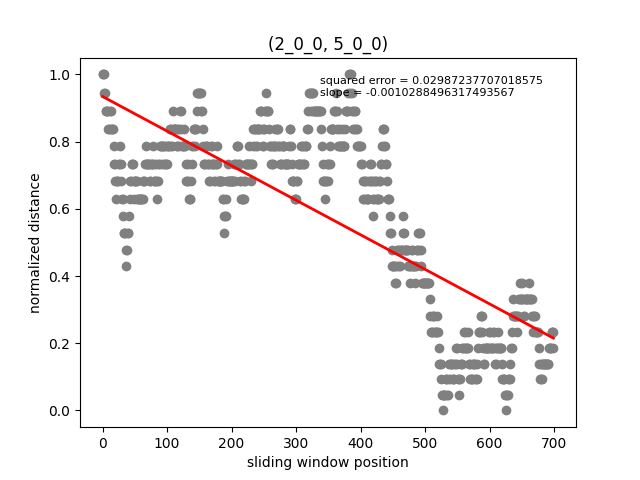 (2_0_0, 5_0_0)
squared error = 0.02987237707018575
slope = -0.0010288496317493567
normalized distance
1.0
0.8
0.6
0.4
0.2
0.0
0 100 200 300 400 500 600 700
sliding window position